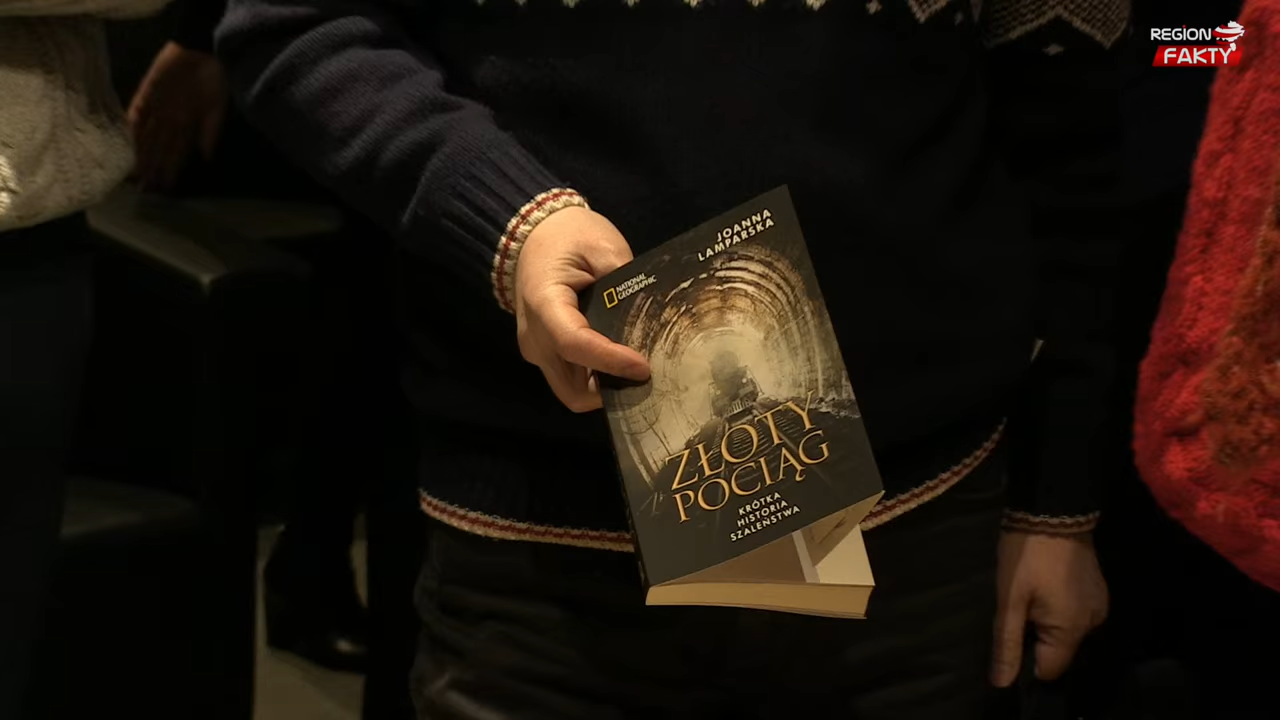 REGION
FAKTY
JOANNA
LAMPARSKA
NATIONAL
GEOGRAPHIC
ZŁOTY
POCIĄG
KRÓTKA
HISTORIA
SZALEŃSTWA